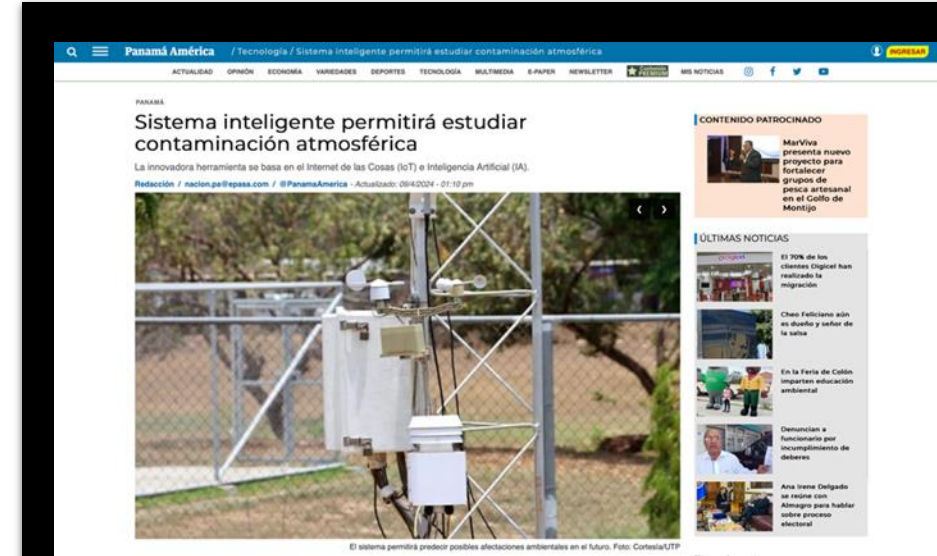 Panamá América / Tecnología / Sistema inteligente permitirá estudiar contaminación atmosférica INGRESAR
ACTUALIDAD OPINIÓN ECONOMÍA VARIEDADES DEPORTES TECNOLOGÍA MULTIMEDIA E-PAPER NEWSLETTER Contenido PREMIUM MIS NOTICIAS
PANAMÁ
Sistema inteligente permitirá estudiar
contaminación atmosférica
La innovadora herramienta se basa en el Internet de las Cosas (IoT) e Inteligencia Artificial (IA).
Redacción / nacion.pa@epasa.com / @PanamaAmerica - Actualizado: 09/4/2024 - 01:10 pm
El sistema permitirá predecir posibles afectaciones ambientales en el futuro. Foto: Cortesía/UTP
CONTENIDO PATROCINADO
MarViva
presenta nuevo
proyecto para
fortalecer
grupos de
pesca artesanal
en el Golfo de
Montijo
ÚLTIMAS NOTICIAS
El 70% de los
clientes Digicel han
realizado la
migración
Cheo Feliciano aún
es dueño y señor de
la salsa
En la Feria de Colón
imparten educación
ambiental
Denuncian a
funcionario por
incumplimiento de
deberes
Ana Irene Delgado
se reúne con
Almagro para hablar
sobre proceso
electoral